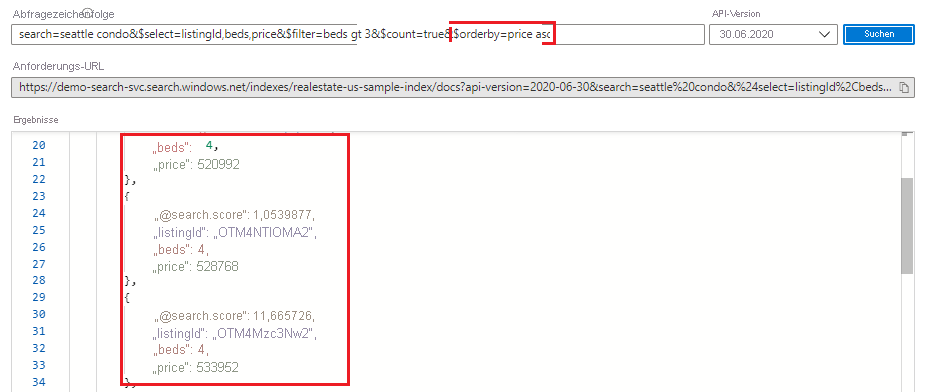 Abfragezeichenfolge
API-Version
search=seattle condo&$select=listingId,beds,price&$filter=beds gt 3&$count=true&$orderby=price asc
30.06.2020
Suchen
Anforderungs-URL
https://demo-search-svc.search.windows.net/indexes/realestate-us-sample-index/docs?api-version=2020-06-30&search=seattle%20condo&%24select=listingId%2Cbeds...
Ergebnisse
20 „beds": 4,
21 „price": 520992
22 },
23 {
24 „@search.score": 1,0539877,
25 „listingId": „OTM4NTIOMA2",
26 „beds": 4,
27 „price": 528768
28 },
29 {
30 „@search.score": 11,665726,
31 „listingId": „OTM4Mzc3Nw2",
32 „beds": 4,
33 „price": 533952
34 },